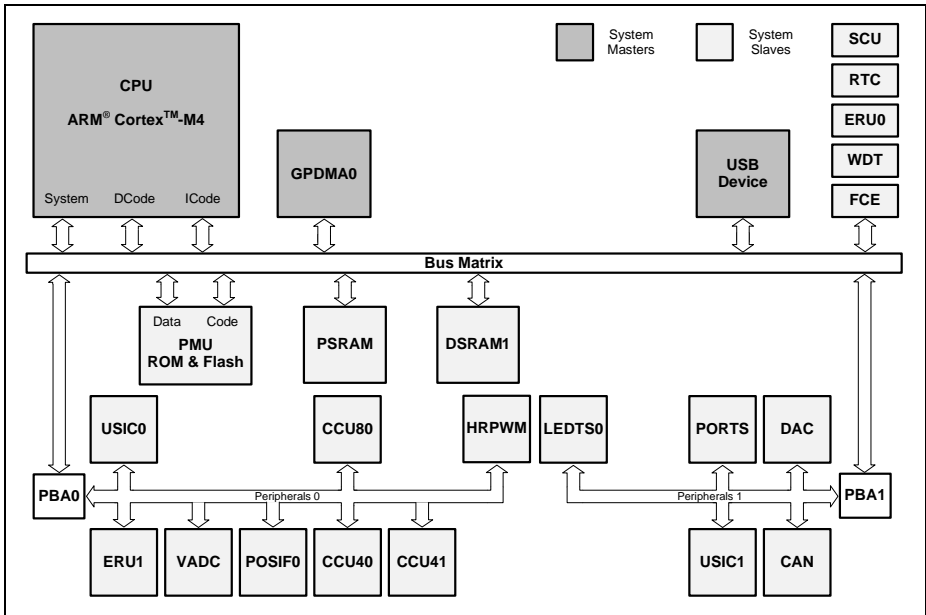 CPU
ARM® Cortex™-M4
System DCode ICode
GPDMA0
System
Masters
System
Slaves
USB
Device
SCU
RTC
ERU0
WDT
FCE
Bus Matrix
Data Code
PMU
ROM & Flash
PSRAM
DSRAM1
USIC0
CCU80
HRPWM
LEDTS0
PORTS
DAC
PBA0
Peripherals 0
Peripherals 1
PBA1
ERU1
VADC
POSIF0
CCU40
CCU41
USIC1
CAN